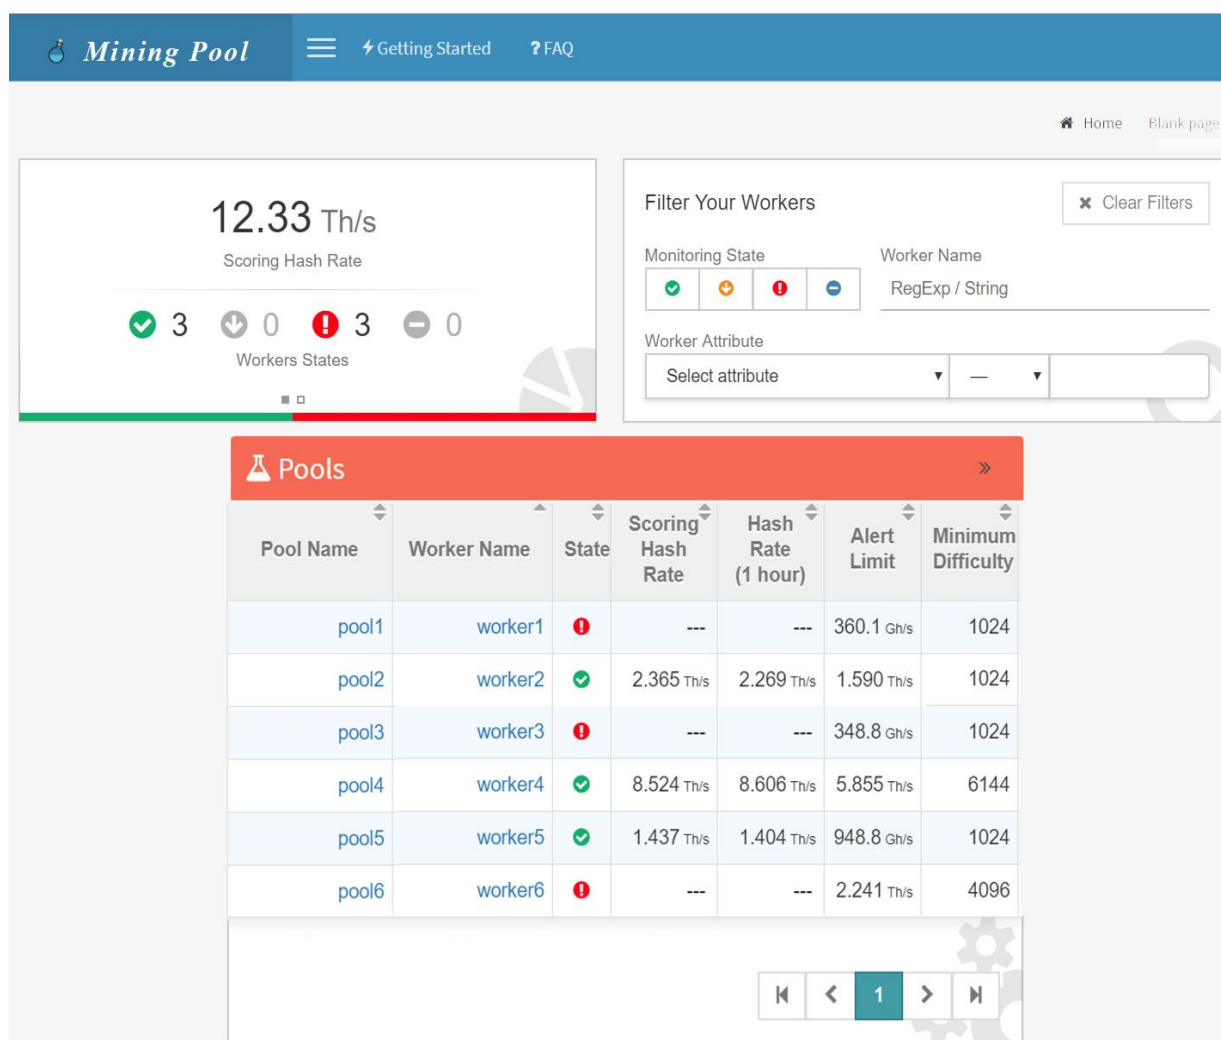 Mining Pool
Getting Started
? FAQ
Home
Blank page
12.33 Th/s
Scoring Hash Rate
3 0 3 0
Workers States
Filter Your Workers
Clear Filters
Monitoring State
Worker Name
RegExp / String
Worker Attribute
Select attribute
—
Pools
Pool Name
Worker Name
State
Scoring
Hash
Rate
Hash
Rate
(1 hour)
Alert
Limit
Minimum
Difficulty
pool1 worker1 --- --- 360.1 Gh/s 1024
pool2 worker2 2.365 Th/s 2.269 Th/s 1.590 Th/s 1024
pool3 worker3 --- --- 348.8 Gh/s 1024
pool4 worker4 8.524 Th/s 8.606 Th/s 5.855 Th/s 6144
pool5 worker5 1.437 Th/s 1.404 Th/s 948.8 Gh/s 1024
pool6 worker6 --- --- 2.241 Th/s 4096
1